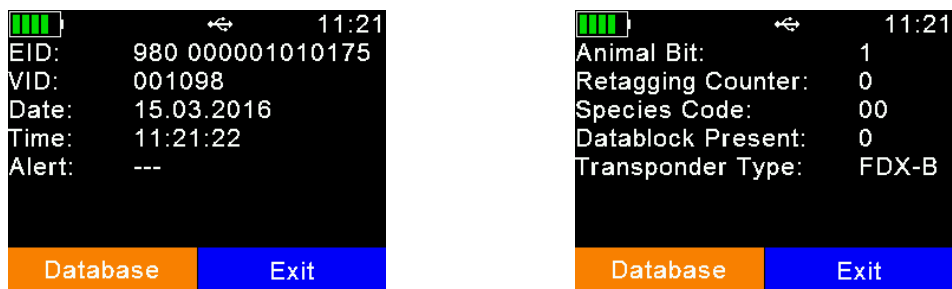 11:21
EID: 980 000001010175
VID: 001098
Date: 15.03.2016
Time: 11:21:22
Alert: ---
Database Exit
11:21
Animal Bit: 1
Retagging Counter: 0
Species Code: 00
Datablock Present: 0
Transponder Type: FDX-B
Database Exit